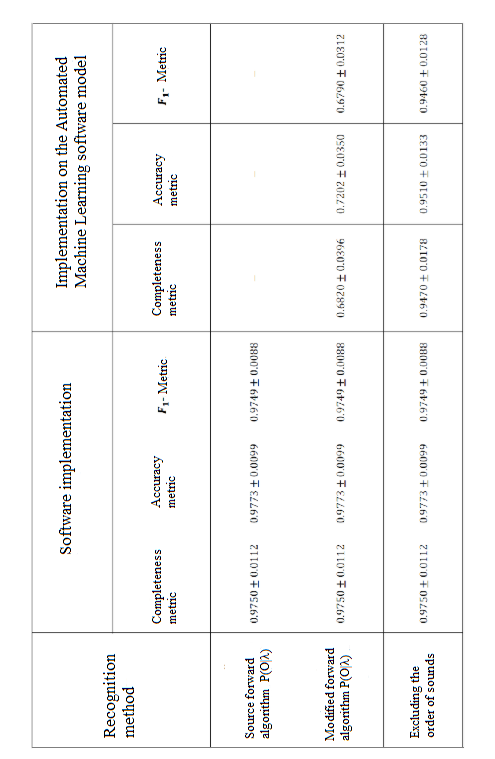 Recognition
method
Software implementation
Implementation on the Automated
Machine Learning software model
Completeness
metric
Accuracy
metric
F₁- Metric
Completeness
metric
Accuracy
metric
F₁- Metric
Source forward
algorithm P(O|λ)
0.9750 ± 0.0112
0.9773 ± 0.0099
0.9749 ± 0.0088
–
–
–
Modified forward
algorithm P(O|λ)
0.9750 ± 0.0112
0.9773 ± 0.0099
0.9749 ± 0.0088
0.6820 ± 0.0396
0.7202 ± 0.0350
0.6790 ± 0.0312
Excluding the
order of sounds
0.9750 ± 0.0112
0.9773 ± 0.0099
0.9749 ± 0.0088
0.9470 ± 0.0178
0.9510 ± 0.0133
0.9460 ± 0.0128